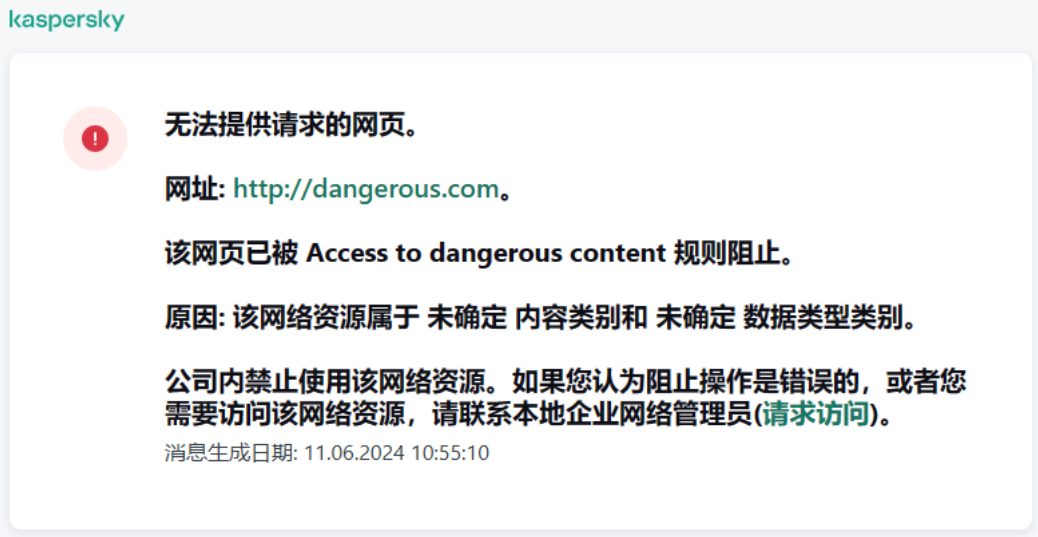 kaspersky
无法提供请求的网页。
网址: http://dangerous.com。
该网页已被 Access to dangerous content 规则阻止。
原因: 该网络资源属于 未确定 内容类别和 未确定 数据类型类别。
公司内禁止使用该网络资源。如果您认为阻止操作是错误的，或者您
需要访问该网络资源，请联系本地企业网络管理员(请求访问)。
消息生成日期: 11.06.2024 10:55:10